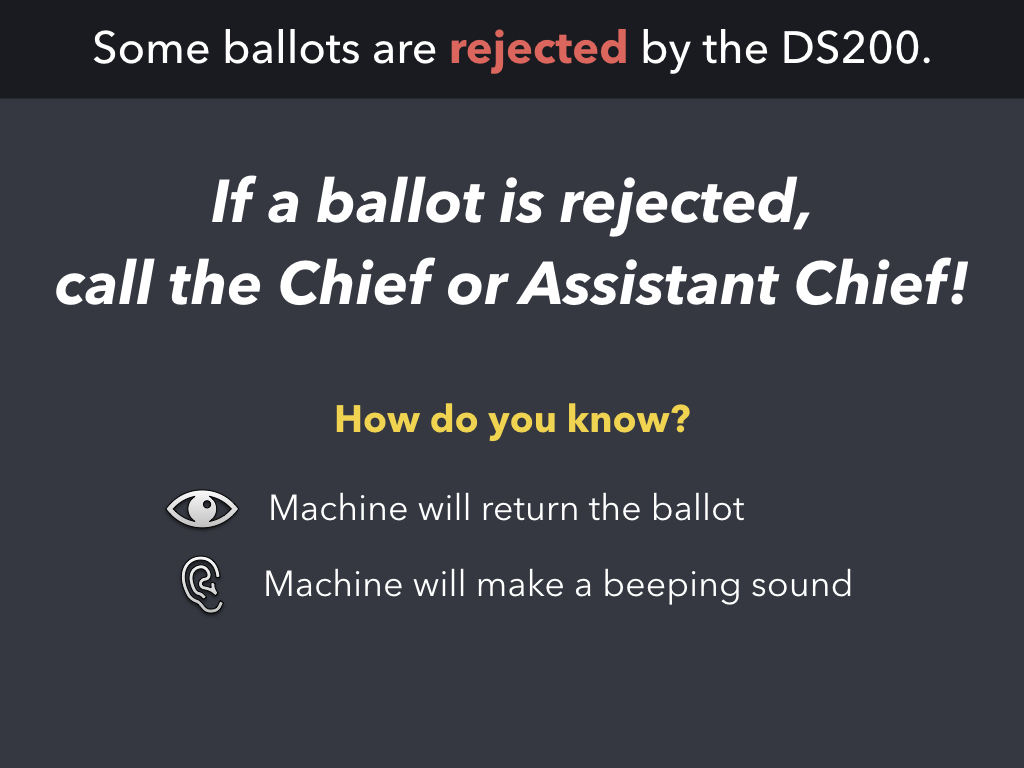 Some ballots are rejected by the DS200.
If a ballot is rejected,
call the Chief or Assistant Chief!
How do you know?
Machine will return the ballot
Machine will make a beeping sound